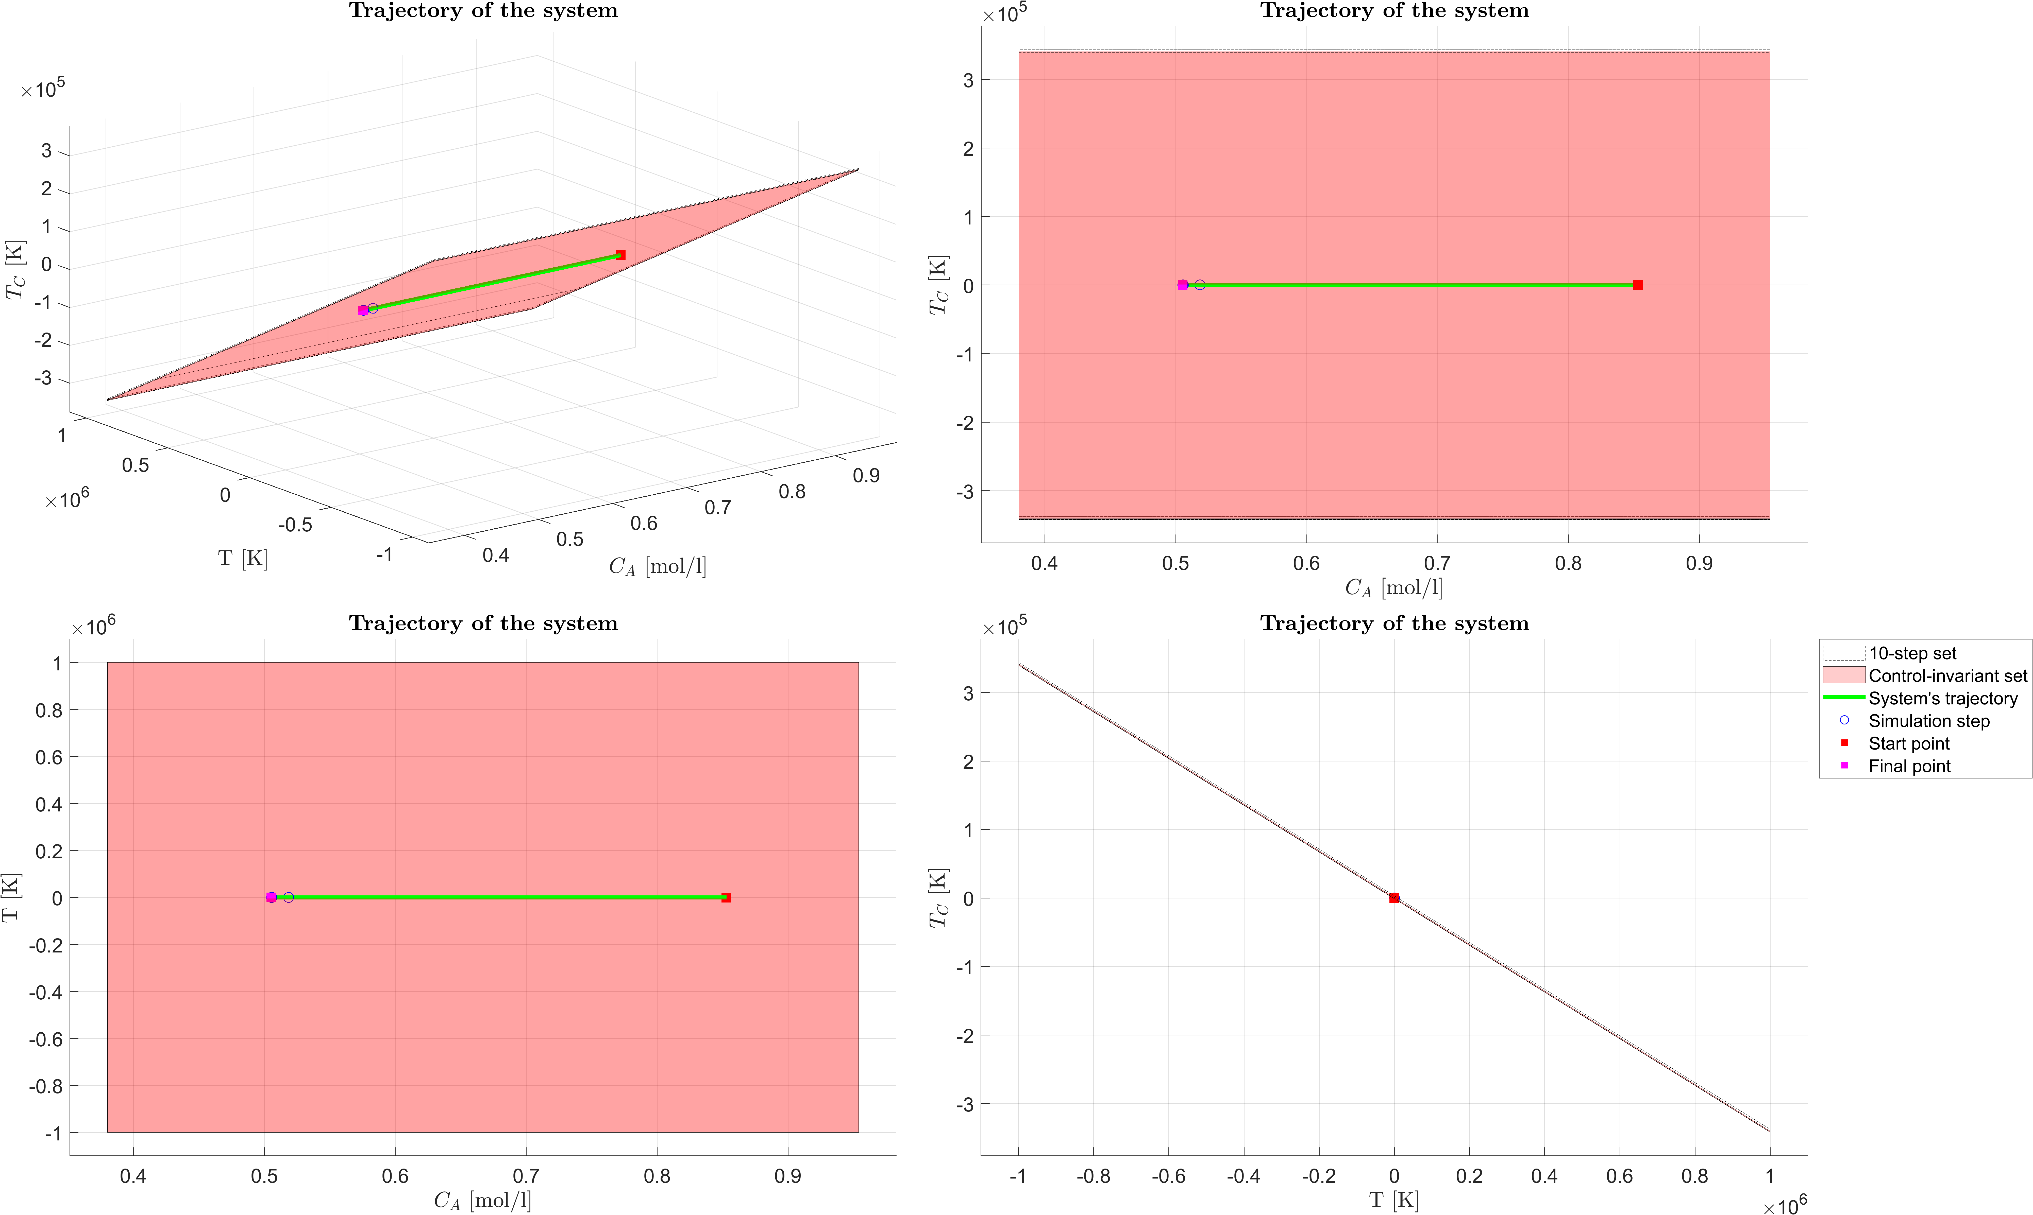 Trajectory of the system
×10^5
3
2
1
0
-1
-2
-3
T_C [K]
1
0.5
0
-0.5
-1
×10^6
T [K]
0.4
0.5
0.6
0.7
0.8
0.9
C_A [mol/l]
Trajectory of the system
×10^5
3
2
1
0
-1
-2
-3
T_C [K]
0.4 0.5 0.6 0.7 0.8 0.9
C_A [mol/l]
Trajectory of the system
×10^6
1
0.8
0.6
0.4
0.2
0
-0.2
-0.4
-0.6
-0.8
-1
T [K]
0.4 0.5 0.6 0.7 0.8 0.9
C_A [mol/l]
Trajectory of the system
×10^5
3
2
1
0
-1
-2
-3
T_C [K]
-1 -0.8 -0.6 -0.4 -0.2 0 0.2 0.4 0.6 0.8 1
T [K]
×10^6
10-step set
Control-invariant set
System's trajectory
Simulation step
Start point
Final point